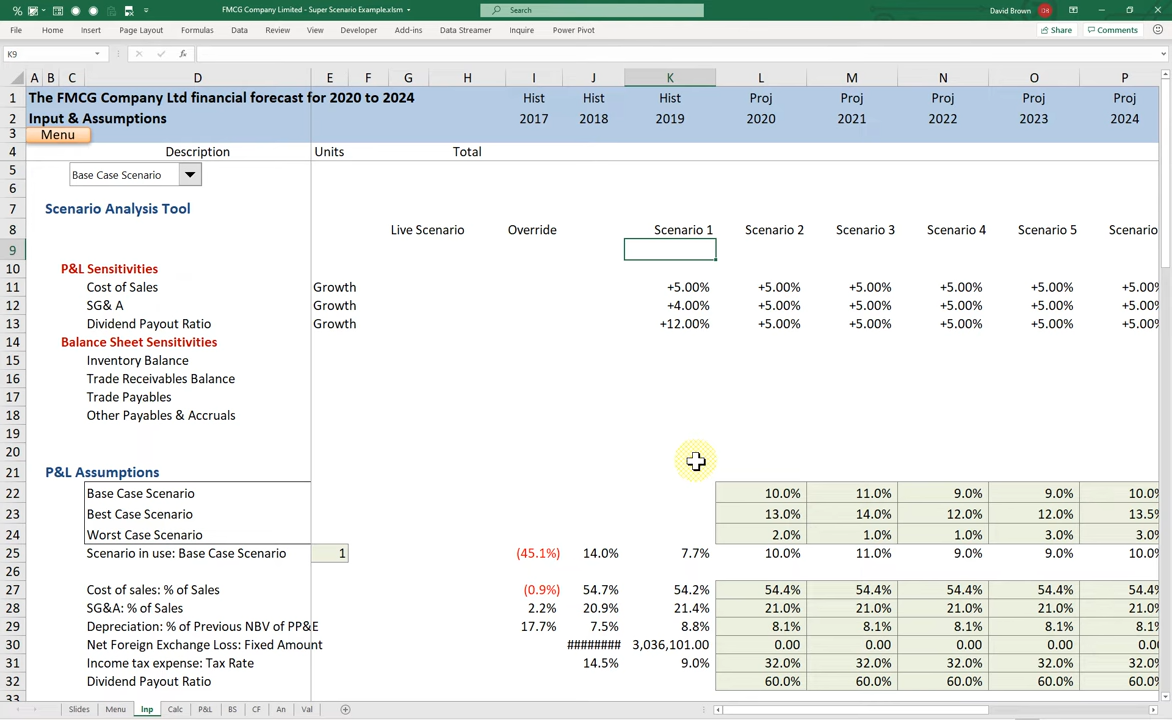 FMCG Company Limited - Super Scenario Example.xlsm
Search
David Brown DB
File Home Insert Page Layout Formulas Data Review View Developer Add-ins Data Streamer Inquire Power Pivot Share Comments
K9 fx
A B C D E F G H I J K L M N O P
1 The FMCG Company Ltd financial forecast for 2020 to 2024 Hist Hist Hist Proj Proj Proj Proj Proj
2 Input & Assumptions 2017 2018 2019 2020 2021 2022 2023 2024
3 Menu
4 Description Units Total
5 Base Case Scenario
6
7 Scenario Analysis Tool
8 Live Scenario Override Scenario 1 Scenario 2 Scenario 3 Scenario 4 Scenario 5 Scenario
9
10 P&L Sensitivities
11 Cost of Sales Growth +5.00% +5.00% +5.00% +5.00% +5.00% +5.00%
12 SG& A Growth +4.00% +5.00% +5.00% +5.00% +5.00% +5.00%
13 Dividend Payout Ratio Growth +12.00% +5.00% +5.00% +5.00% +5.00% +5.00%
14 Balance Sheet Sensitivities
15 Inventory Balance
16 Trade Receivables Balance
17 Trade Payables
18 Other Payables & Accruals
19
20
21 P&L Assumptions
22 Base Case Scenario 10.0% 11.0% 9.0% 9.0% 10.0%
23 Best Case Scenario 13.0% 14.0% 12.0% 12.0% 13.5%
24 Worst Case Scenario 2.0% 1.0% 1.0% 3.0% 3.0%
25 Scenario in use: Base Case Scenario 1 (45.1%) 14.0% 7.7% 10.0% 11.0% 9.0% 9.0% 10.0%
26
27 Cost of sales: % of Sales (0.9%) 54.7% 54.2% 54.4% 54.4% 54.4% 54.4% 54.4%
28 SG&A: % of Sales 2.2% 20.9% 21.4% 21.0% 21.0% 21.0% 21.0% 21.0%
29 Depreciation: % of Previous NBV of PP&E 17.7% 7.5% 8.8% 8.1% 8.1% 8.1% 8.1% 8.1%
30 Net Foreign Exchange Loss: Fixed Amount ######## 3,036,101.00 0.00 0.00 0.00 0.00 0.00
31 Income tax expense: Tax Rate 14.5% 9.0% 32.0% 32.0% 32.0% 32.0% 32.0%
32 Dividend Payout Ratio 60.0% 60.0% 60.0% 60.0% 60.0%
33
Slides Menu Inp Calc P&L BS CF An Val